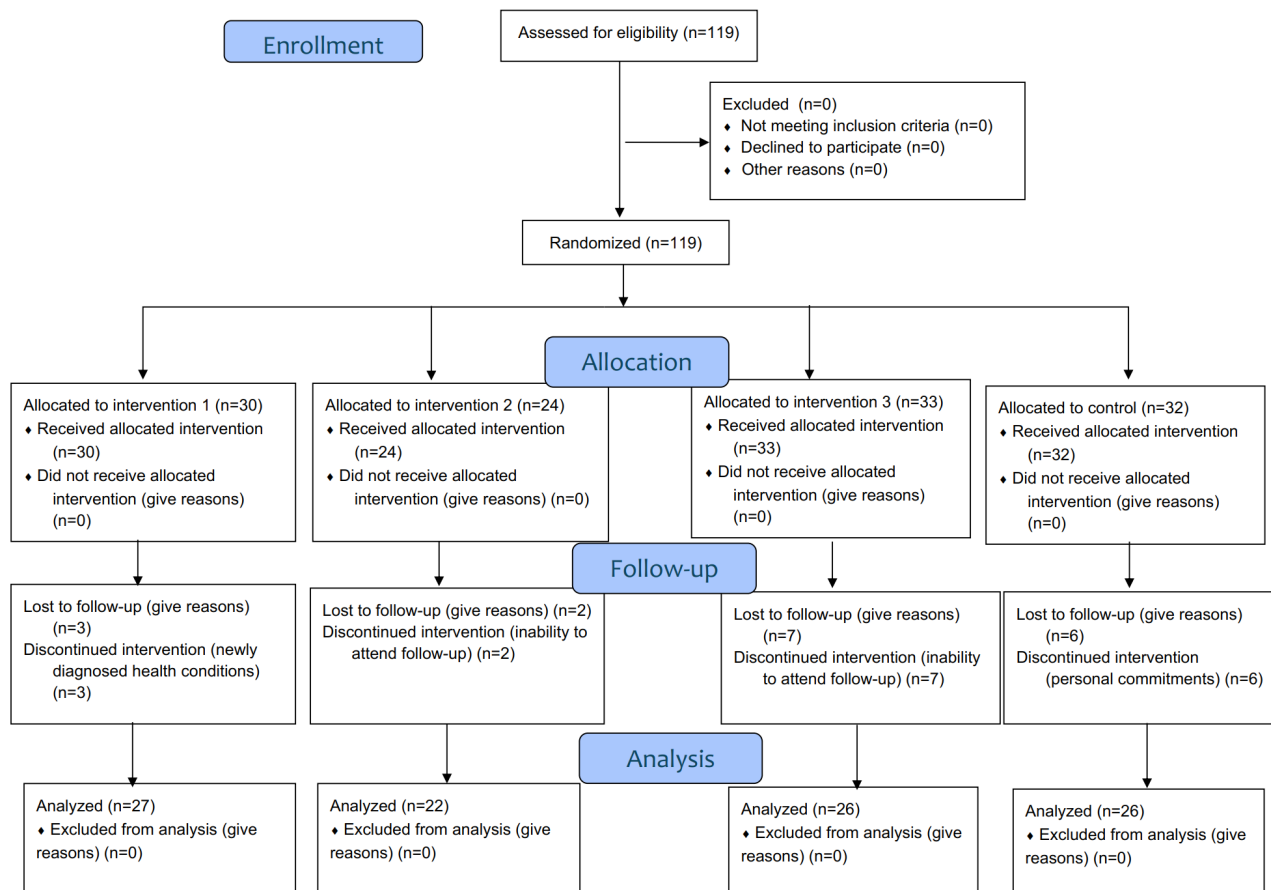 Enrollment
Assessed for eligibility (n=119)
Excluded (n=0)
♦ Not meeting inclusion criteria (n=0)
♦ Declined to participate (n=0)
♦ Other reasons (n=0)
Randomized (n=119)
Allocation
Allocated to intervention 1 (n=30)
♦ Received allocated intervention
(n=30)
♦ Did not receive allocated
intervention (give reasons)
(n=0)
Allocated to intervention 2 (n=24)
♦ Received allocated intervention
(n=24)
♦ Did not receive allocated
intervention (give reasons) (n=0)
Allocated to intervention 3 (n=33)
♦ Received allocated intervention
(n=33)
♦ Did not receive allocated
intervention (give reasons)
(n=0)
Allocated to control (n=32)
♦ Received allocated intervention
(n=32)
♦ Did not receive allocated
intervention (give reasons)
(n=0)
Follow-up
Lost to follow-up (give reasons)
(n=3)
Discontinued intervention (newly
diagnosed health conditions)
(n=3)
Lost to follow-up (give reasons) (n=2)
Discontinued intervention (inability to
attend follow-up) (n=2)
Lost to follow-up (give reasons)
(n=7)
Discontinued intervention (inability
to attend follow-up) (n=7)
Lost to follow-up (give reasons)
(n=6)
Discontinued intervention
(personal commitments) (n=6)
Analysis
Analyzed (n=27)
♦ Excluded from analysis (give
reasons) (n=0)
Analyzed (n=22)
♦ Excluded from analysis (give
reasons) (n=0)
Analyzed (n=26)
♦ Excluded from analysis (give
reasons) (n=0)
Analyzed (n=26)
♦ Excluded from analysis (give
reasons) (n=0)